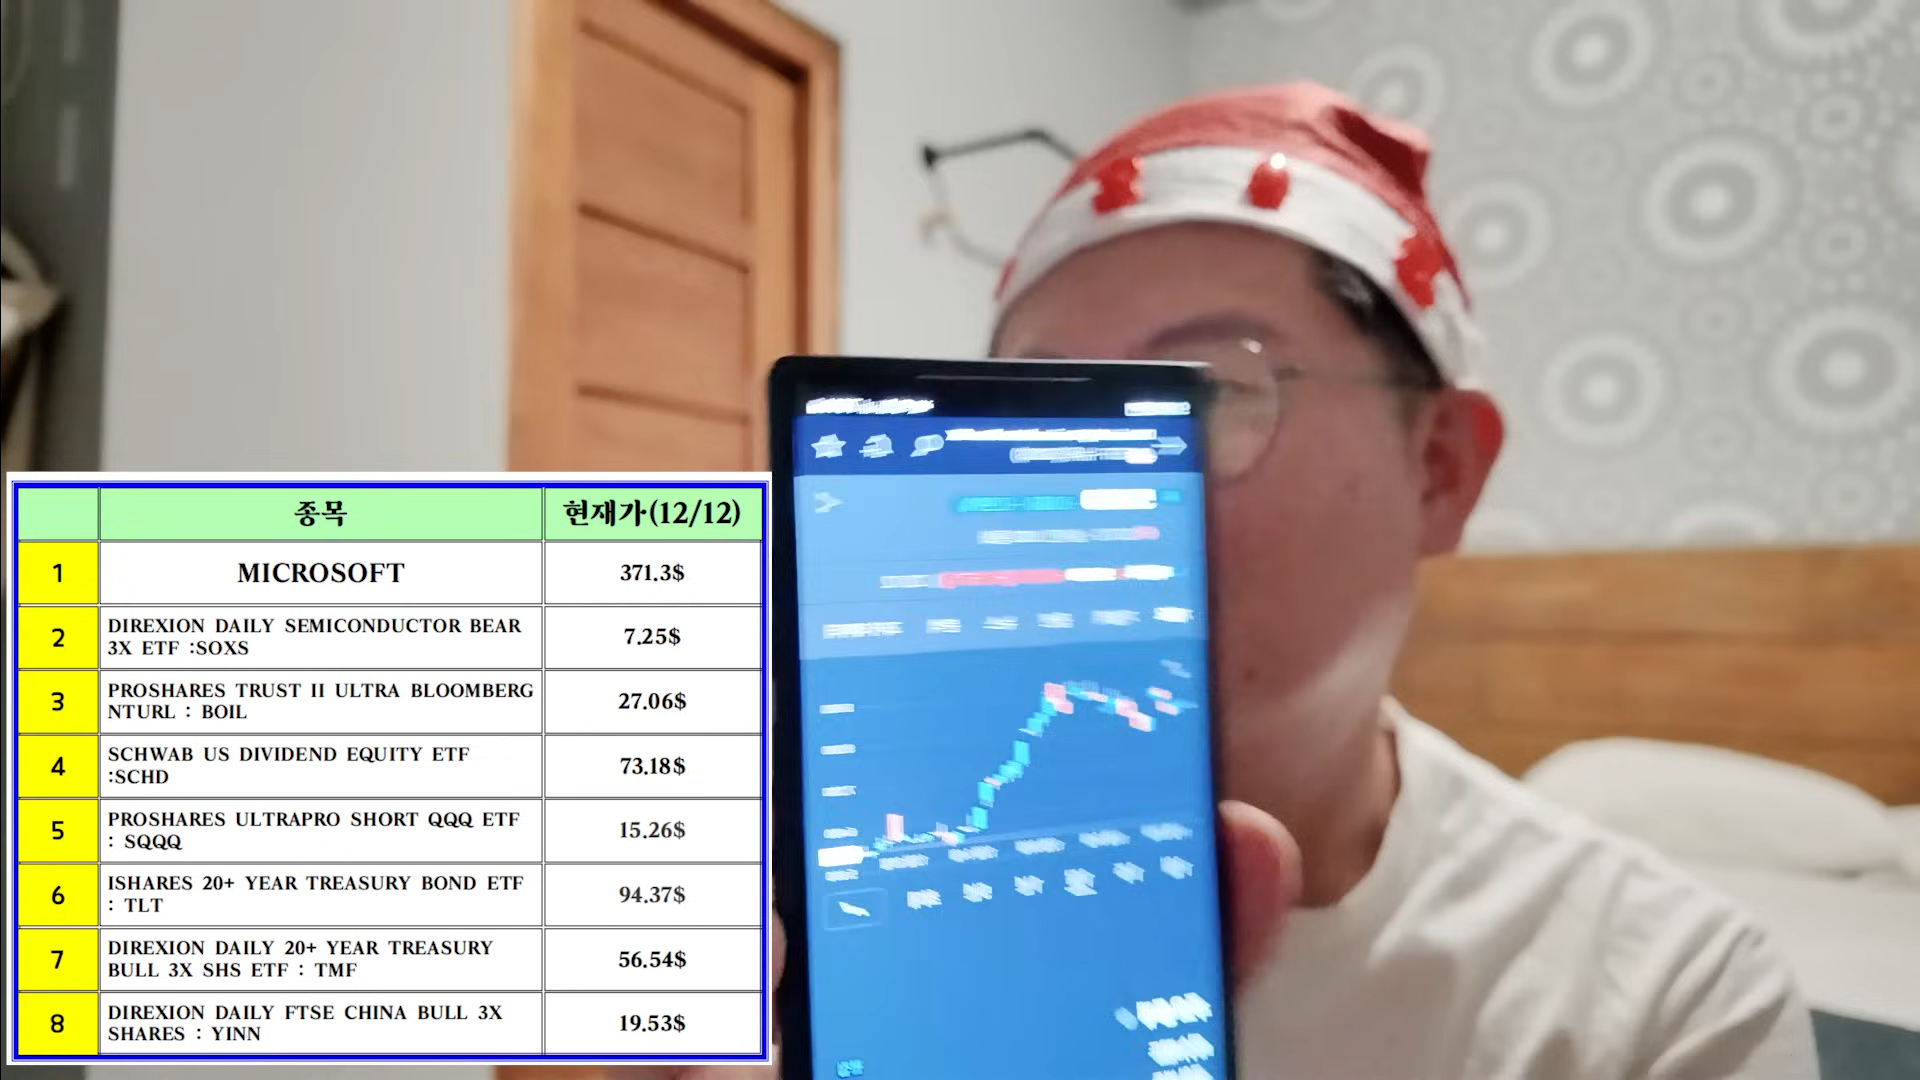 종목 현재가(12/12)
1 MICROSOFT 371.3$
2 DIREXION DAILY SEMICONDUCTOR BEAR
3X ETF :SOXS 7.25$
3 PROSHARES TRUST II ULTRA BLOOMBERG
NTURL : BOIL 27.06$
4 SCHWAB US DIVIDEND EQUITY ETF
:SCHD 73.18$
5 PROSHARES ULTRAPRO SHORT QQQ ETF
: SQQQ 15.26$
6 ISHARES 20+ YEAR TREASURY BOND ETF
: TLT 94.37$
7 DIREXION DAILY 20+ YEAR TREASURY
BULL 3X SHS ETF : TMF 56.54$
8 DIREXION DAILY FTSE CHINA BULL 3X
SHARES : YINN 19.53$